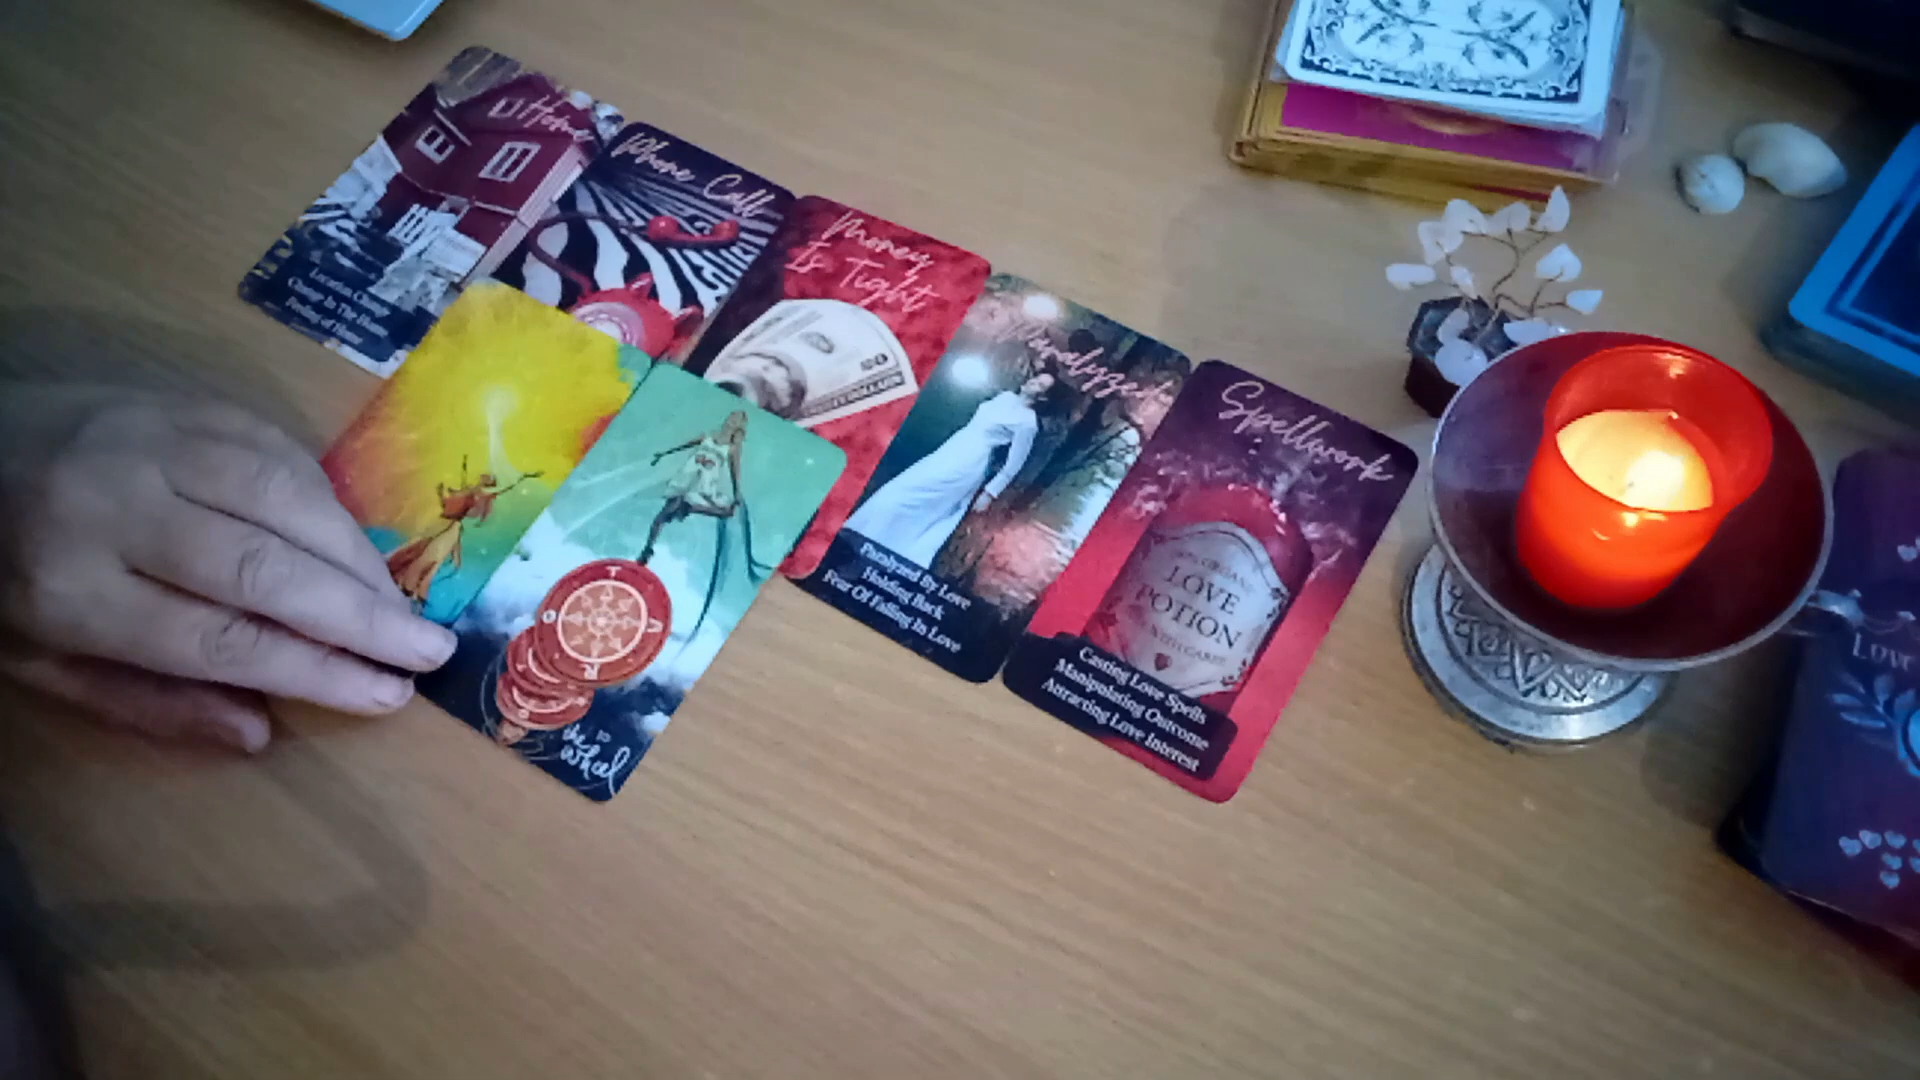 Home
Location Change
Change In The Home
Feeling of Home
Phone Call
Money
Is Tight
Paralyzed
Paralyzed By Love
Holding Back
Fear Of Falling In Love
Spellwork
LOVE
POTION
Casting Love Spells
Manipulating Outcome
Attracting Love Interest
10
the
wheel
Love